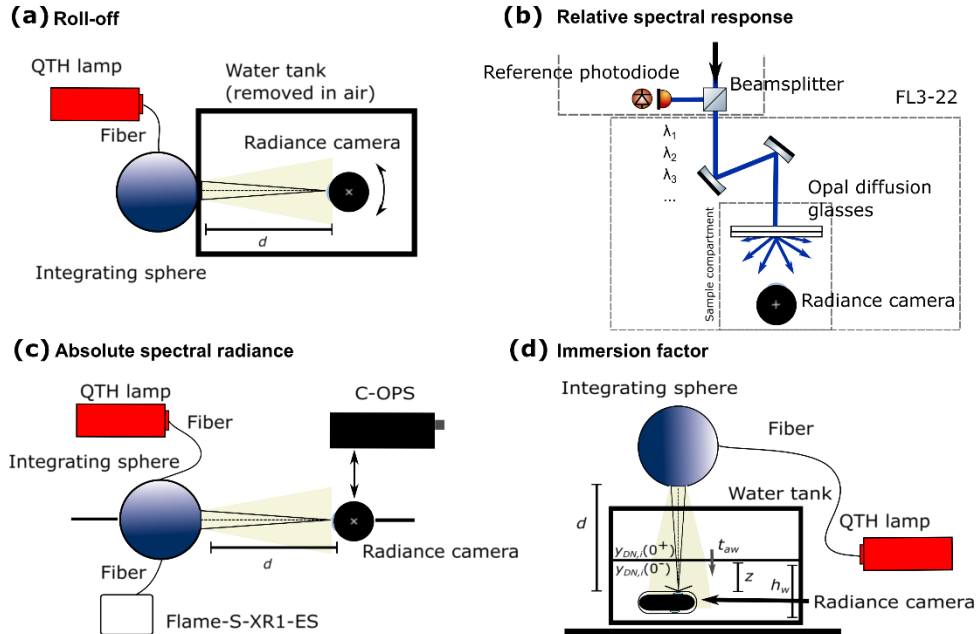 (a) Roll-off
QTH lamp
Fiber
Water tank
(removed in air)
Radiance camera
d
Integrating sphere
(b) Relative spectral response
Reference photodiode
Beamsplitter
FL3-22
λ1
λ2
λ3
...
Opal diffusion
glasses
Sample compartment
Radiance camera
(c) Absolute spectral radiance
QTH lamp
Fiber
Integrating sphere
C-OPS
d
Radiance camera
Fiber
Flame-S-XR1-ES
(d) Immersion factor
Integrating sphere
Fiber
Water tank
d
QTH lamp
yDN,i(0+)
taw
yDN,i(0-)
z
hw
Radiance camera